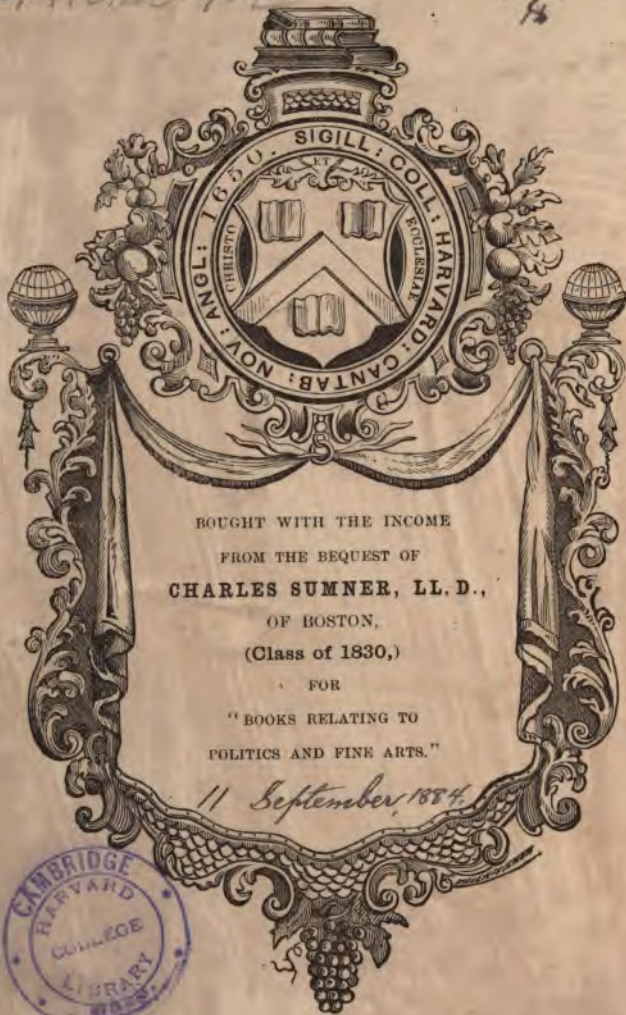 1650. SIGILL: COLL: HARVARD: CANTAB: NOV: ANGL:
ET
CHRISTO
ECCLESIAE
BOUGHT WITH THE INCOME
FROM THE BEQUEST OF
CHARLES SUMNER, LL. D.,
OF BOSTON,
(Class of 1830,)
FOR
"BOOKS RELATING TO
POLITICS AND FINE ARTS."
11 September, 1884.
CAMBRIDGE
HARVARD
COLLEGE
LIBRARY
MASS.